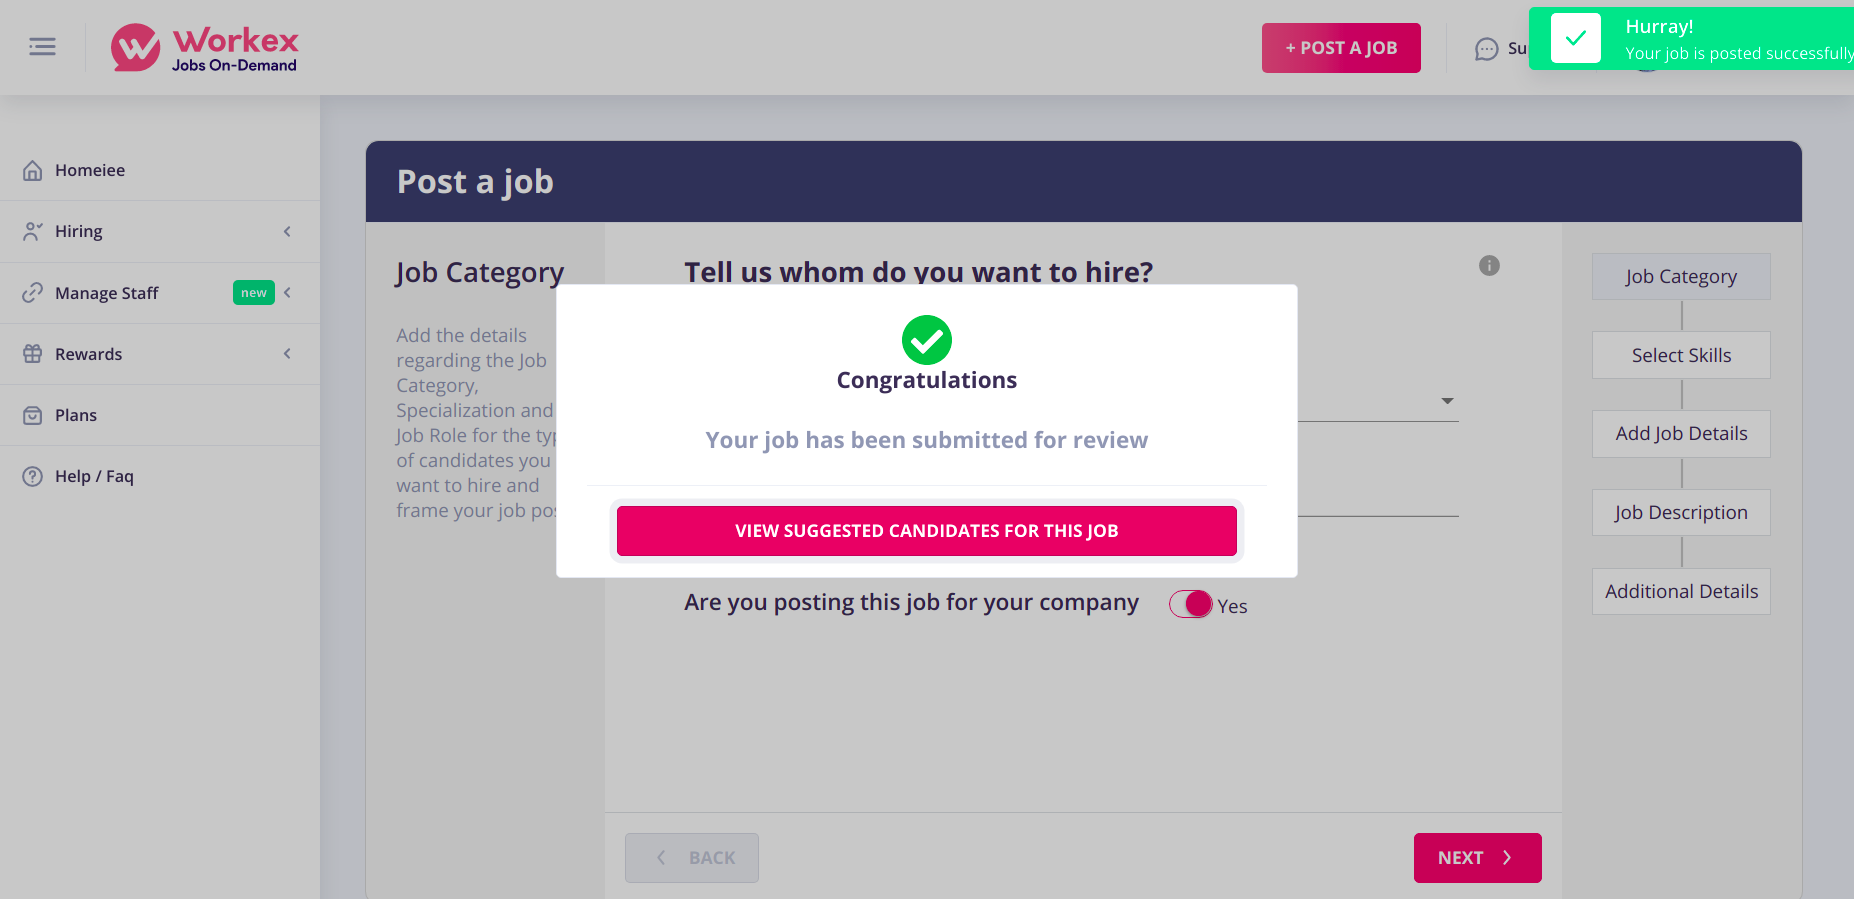 Workex
Jobs On-Demand
+ POST A JOB
Hurray!
Your job is posted successfully
Homeiee
Hiring
Manage Staff
new
Rewards
Plans
Help / Faq
Post a job
Job Category
Add the details
regarding the Job
Category,
Specialization and
Job Role for the
of candidates you
want to hire and
frame your job
Tell us whom do you want to hire?
Congratulations
Your job has been submitted for review
VIEW SUGGESTED CANDIDATES FOR THIS JOB
Are you posting this job for your company
Yes
BACK
NEXT
Job Category
Select Skills
Add Job Details
Job Description
Additional Details